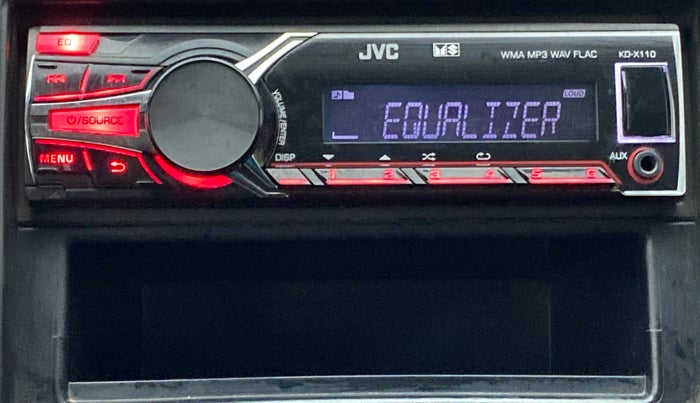 EQ
JVC
WMA MP3 WAV FLAC
KD-X110
LOUD
EQUALIZER
/SOURCE
VOLUME/ENTER
MENU
DISP
AUX
1 2 3 4 5 6